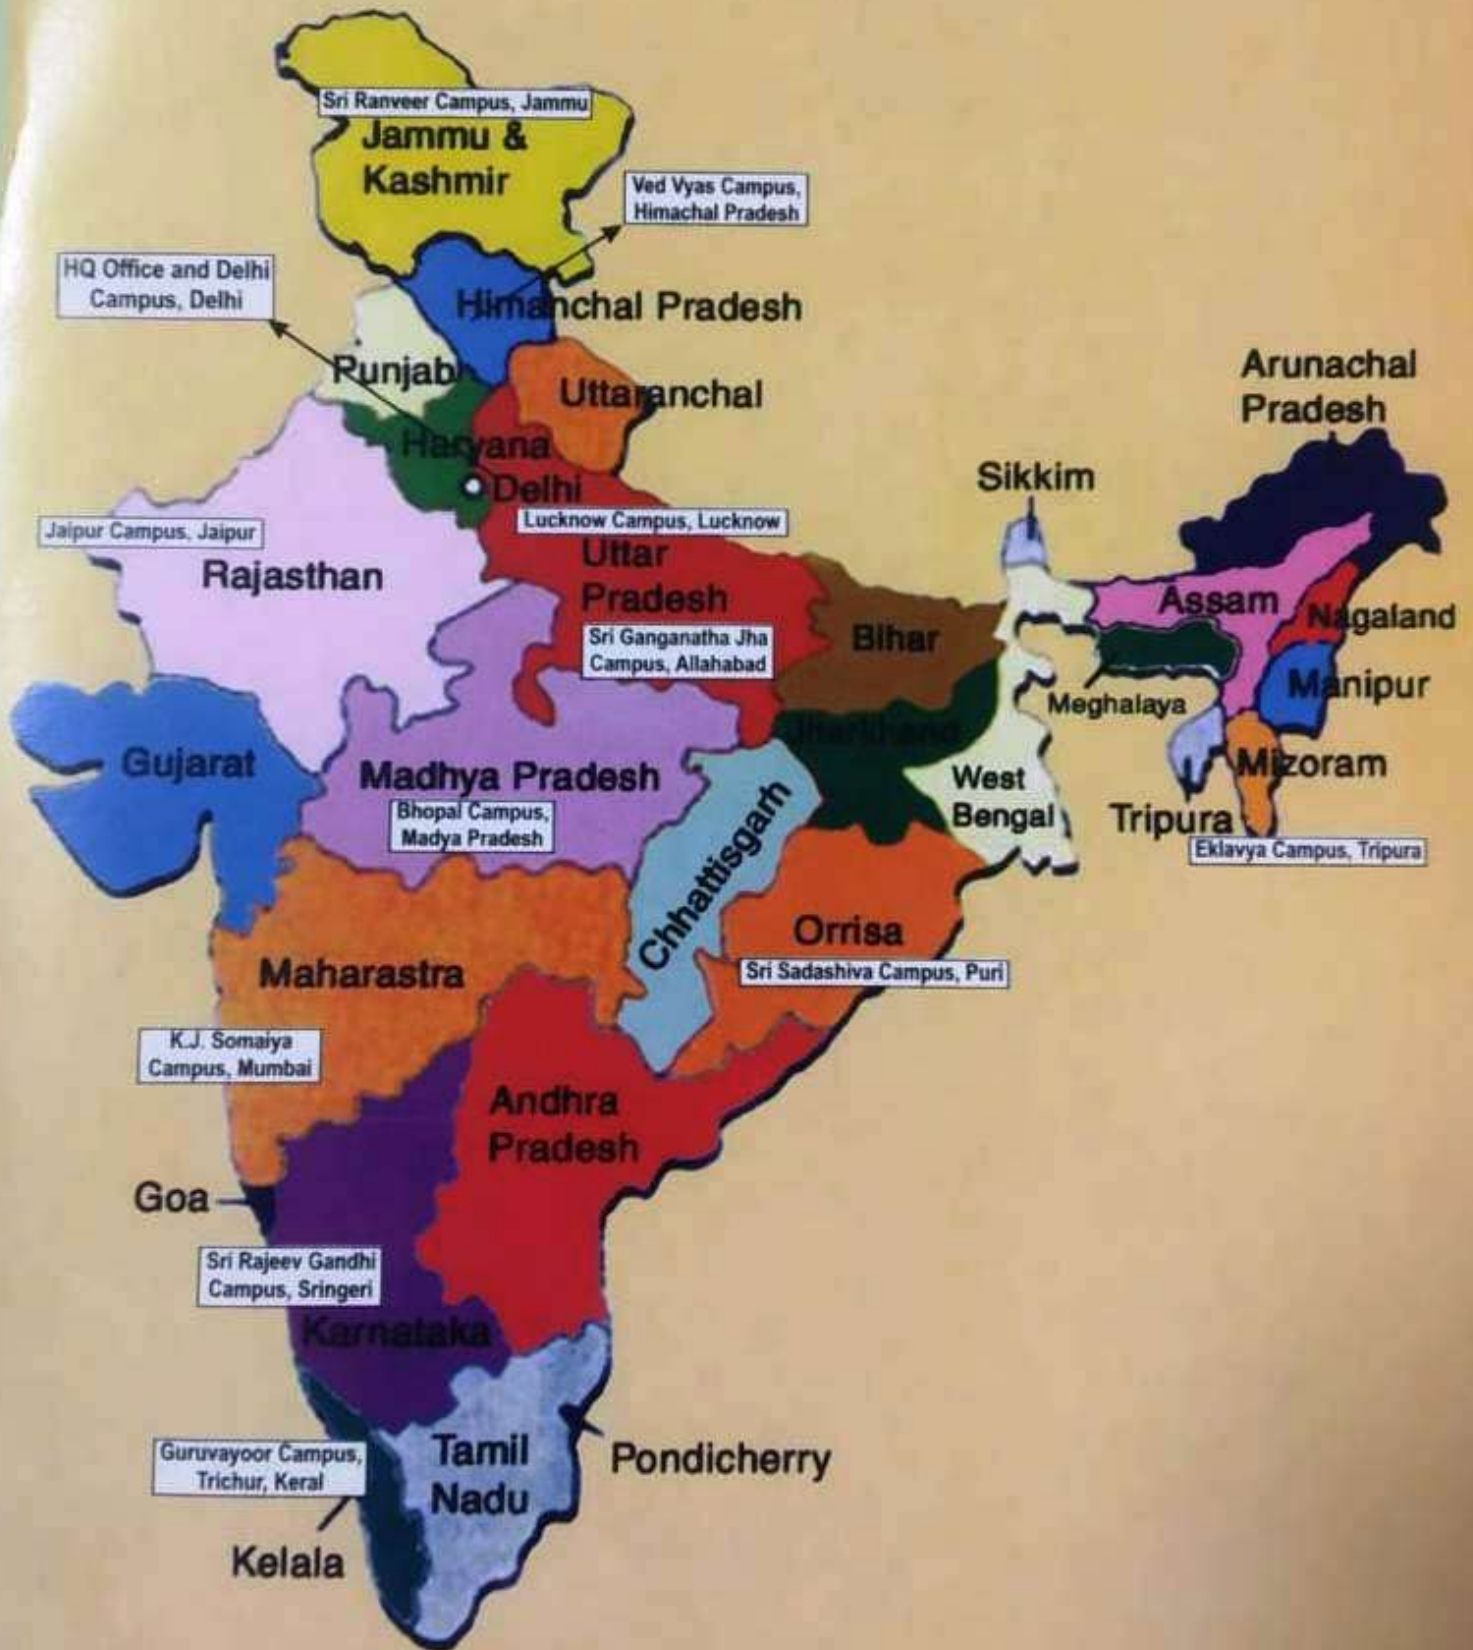 Sri Ranveer Campus, Jammu
Jammu &
Kashmir
Ved Vyas Campus,
Himachal Pradesh
HQ Office and Delhi
Campus, Delhi
Himanchal Pradesh
Punjab
Uttaranchal
Haryana
Delhi
Arunachal
Pradesh
Sikkim
Lucknow Campus, Lucknow
Jaipur Campus, Jaipur
Rajasthan
Uttar
Pradesh
Sri Ganganatha Jha
Campus, Allahabad
Bihar
Assam
Nagaland
Manipur
Meghalaya
Jharkhand
Gujarat
Madhya Pradesh
Bhopal Campus,
Madya Pradesh
Chhattisgarh
West
Bengal
Tripura
Mizoram
Eklavya Campus, Tripura
Orrisa
Sri Sadashiva Campus, Puri
Maharastra
K.J. Somaiya
Campus, Mumbai
Andhra
Pradesh
Goa
Sri Rajeev Gandhi
Campus, Sringeri
Karnataka
Guruvayoor Campus,
Trichur, Keral
Tamil
Nadu
Pondicherry
Kelala